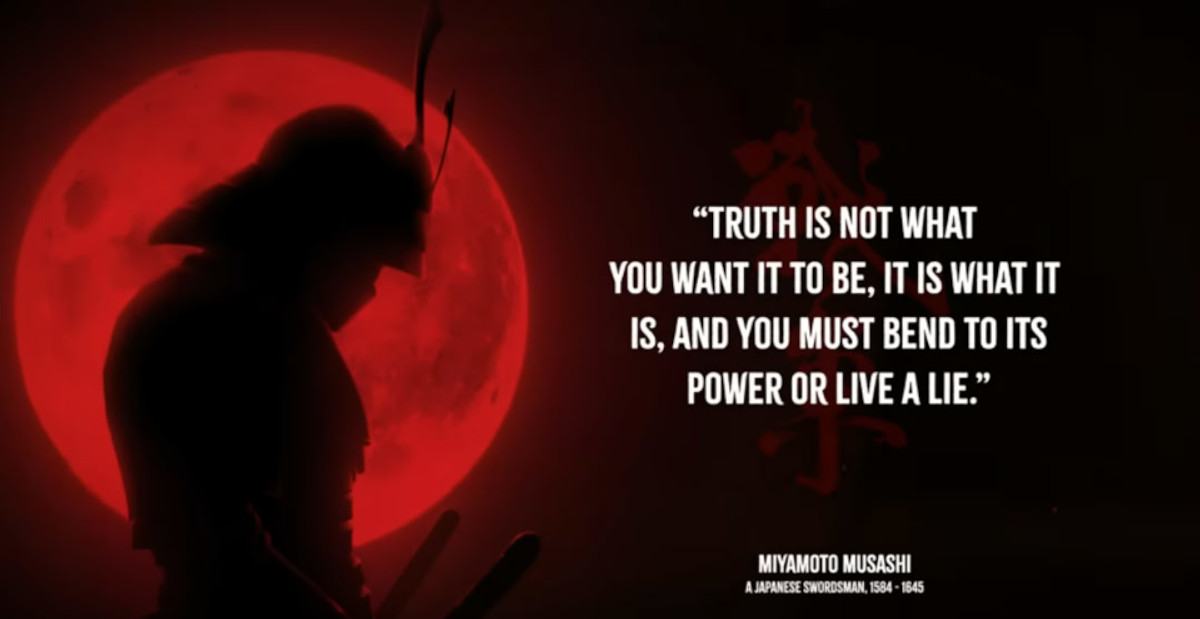 “TRUTH IS NOT WHAT
YOU WANT IT TO BE, IT IS WHAT IT
IS, AND YOU MUST BEND TO ITS
POWER OR LIVE A LIE.”
MIYAMOTO MUSASHI
A JAPANESE SWORDSMAN, 1584 - 1645